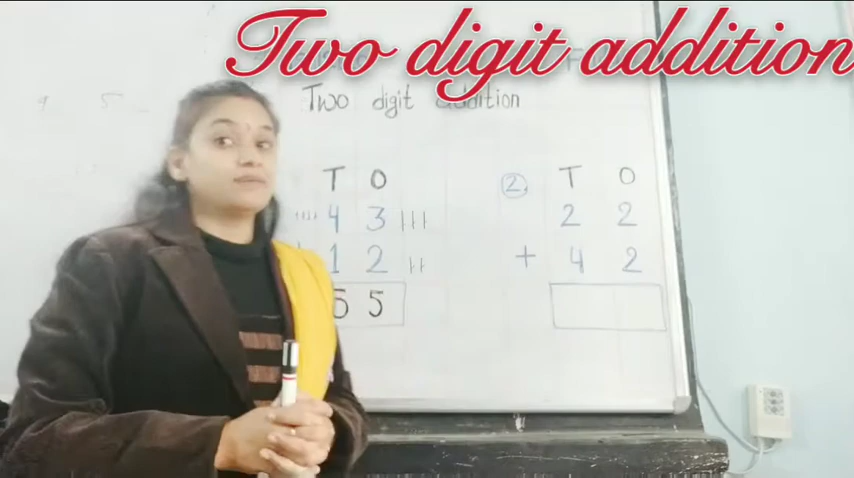 Two digit addition
Two digit addition
T O
4 3
1 2
5 5
② T O
2 2
+ 4 2